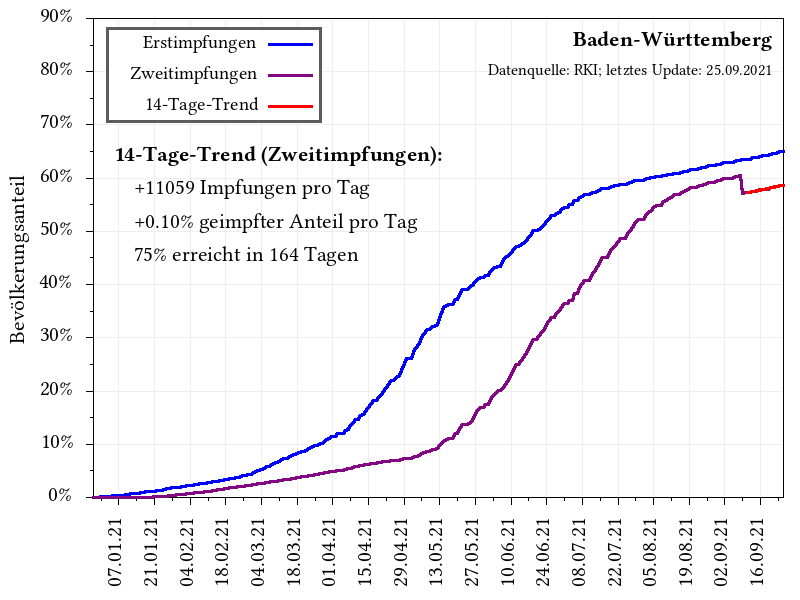 90%
80%
70%
60%
50%
40%
30%
20%
10%
0%
Bevölkerungsanteil
Erstimpfungen
Zweitimpfungen
14-Tage-Trend
Baden-Württemberg
Datenquelle: RKI; letztes Update: 25.09.2021
14-Tage-Trend (Zweitimpfungen):
+11059 Impfungen pro Tag
+0.10% geimpfter Anteil pro Tag
75% erreicht in 164 Tagen
07.01.21
21.01.21
04.02.21
18.02.21
04.03.21
18.03.21
01.04.21
15.04.21
29.04.21
13.05.21
27.05.21
10.06.21
24.06.21
08.07.21
22.07.21
05.08.21
19.08.21
02.09.21
16.09.21